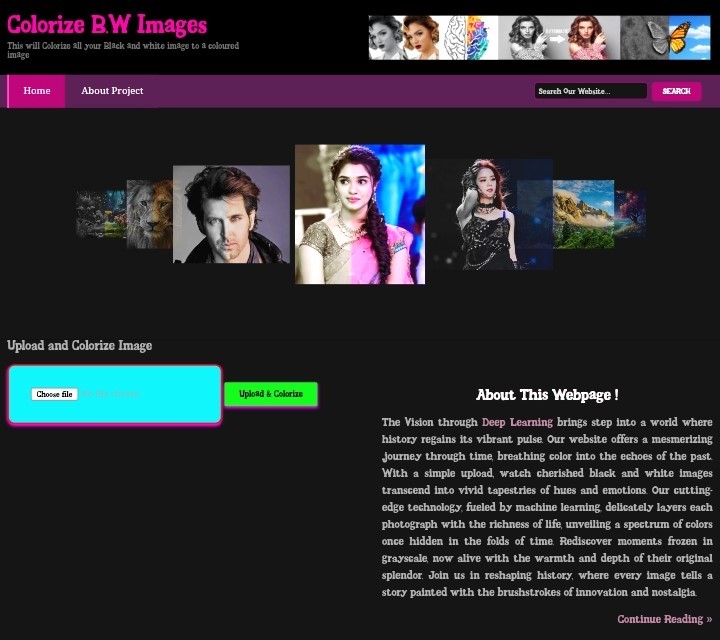 Colorize B.W Images
This will Colorize all your Black and white image to a coloured
image
Home
About Project
Search Our Website...
SEARCH
Upload and Colorize Image
Choose file
Upload & Colorize
About This Webpage !
The Vision through Deep Learning brings step into a world where
history regains its vibrant pulse. Our website offers a mesmerizing
journey through time, breathing color into the echoes of the past.
With a simple upload, watch cherished black and white images
transcend into vivid tapestries of hues and emotions. Our cutting-
edge technology, fueled by machine learning, delicately layers each
photograph with the richness of life, unveiling a spectrum of colors
once hidden in the folds of time. Rediscover moments frozen in
grayscale, now alive with the warmth and depth of their original
splendor. Join us in reshaping history, where every image tells a
story painted with the brushstrokes of innovation and nostalgia.
Continue Reading »